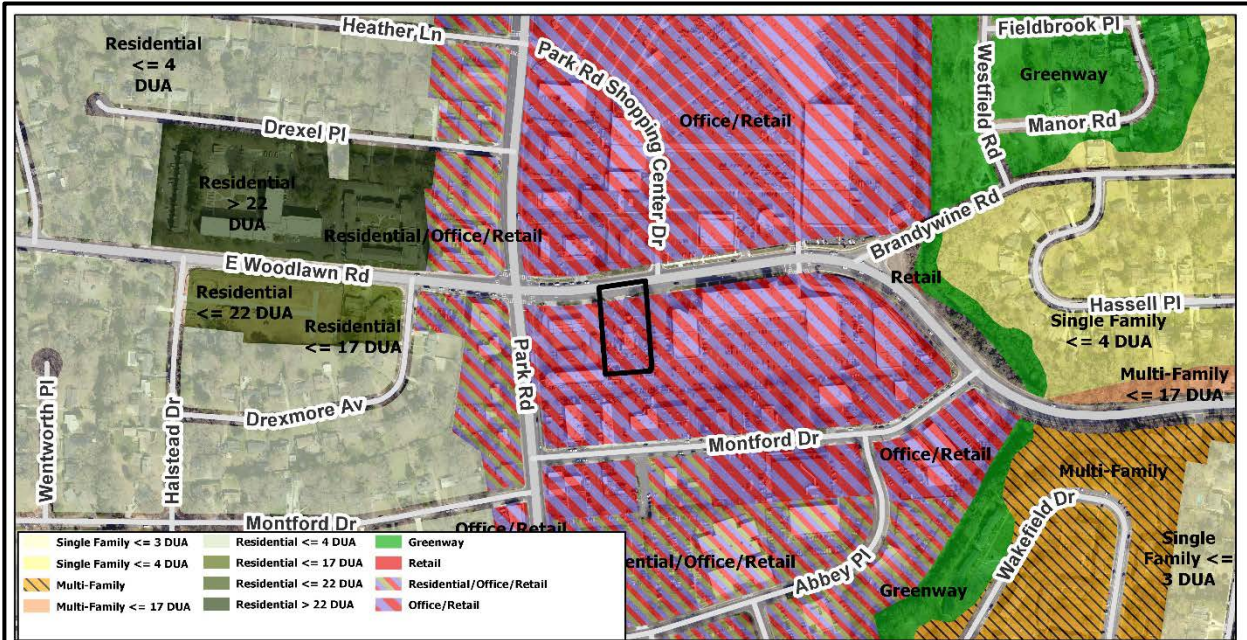 Heather Ln
Fieldbrook Pl
Residential
<= 4
DUA
Park Rd Shopping Center Dr
Westfield Rd
Greenway
Office/Retail
Manor Rd
Drexel Pl
Residential
> 22
DUA
Residential/Office/Retail
Brandywine Rd
E Woodlawn Rd
Retail
Residential
<= 22 DUA
Residential
<= 17 DUA
Hassell Pl
Single Family
<= 4 DUA
Park Rd
Multi-Family
<= 17 DUA
Wentworth Pl
Halstead Dr
Drexmore Av
Montford Dr
Office/Retail
Multi-Family
Wakefield Dr
Montford Dr
Office/Retail
ential/Office/Retail
Abbey Pl
Greenway
Single
Family <=
3 DUA
Single Family <= 3 DUA
Single Family <= 4 DUA
Multi-Family
Multi-Family <= 17 DUA
Residential <= 4 DUA
Residential <= 17 DUA
Residential <= 22 DUA
Residential > 22 DUA
Greenway
Retail
Residential/Office/Retail
Office/Retail